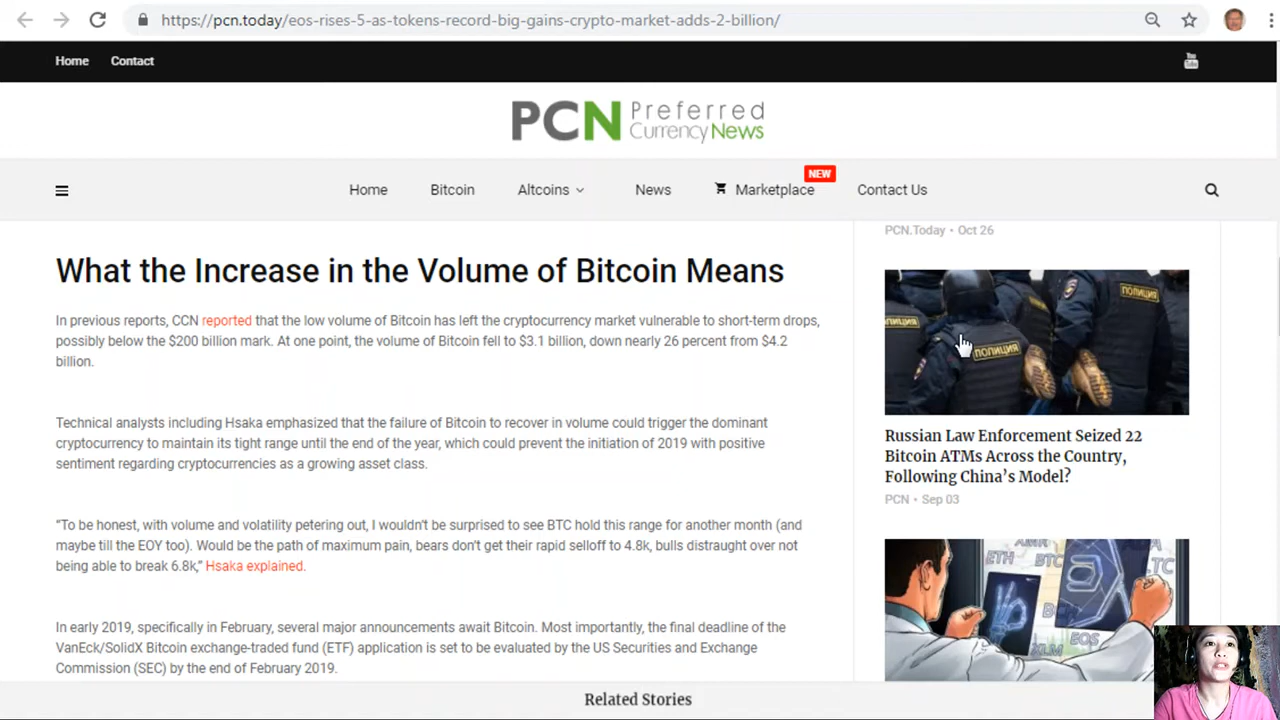 https://pcn.today/eos-rises-5-as-tokens-record-big-gains-crypto-market-adds-2-billion/
Home Contact
You Tube
PCN Preferred
Currency News
Home Bitcoin Altcoins News Marketplace NEW Contact Us
What the Increase in the Volume of Bitcoin Means
In previous reports, CCN reported that the low volume of Bitcoin has left the cryptocurrency market vulnerable to short-term drops,
possibly below the $200 billion mark. At one point, the volume of Bitcoin fell to $3.1 billion, down nearly 26 percent from $4.2
billion.
Technical analysts including Hsaka emphasized that the failure of Bitcoin to recover in volume could trigger the dominant
cryptocurrency to maintain its tight range until the end of the year, which could prevent the initiation of 2019 with positive
sentiment regarding cryptocurrencies as a growing asset class.
“To be honest, with volume and volatility petering out, I wouldn't be surprised to see BTC hold this range for another month (and
maybe till the EOY too). Would be the path of maximum pain, bears don't get their rapid selloff to 4.8k, bulls distraught over not
being able to break 6.8k,” Hsaka explained.
In early 2019, specifically in February, several major announcements await Bitcoin. Most importantly, the final deadline of the
VanEck/SolidX Bitcoin exchange-traded fund (ETF) application is set to be evaluated by the US Securities and Exchange
Commission (SEC) by the end of February 2019.
PCN.Today • Oct 26
ПОЛИЦИЯ
ПОЛИЦИЯ
ПОЛИЦИЯ
Russian Law Enforcement Seized 22
Bitcoin ATMs Across the Country,
Following China’s Model?
PCN • Sep 03
ETH BTC
LTC
EOS
XLM
Related Stories